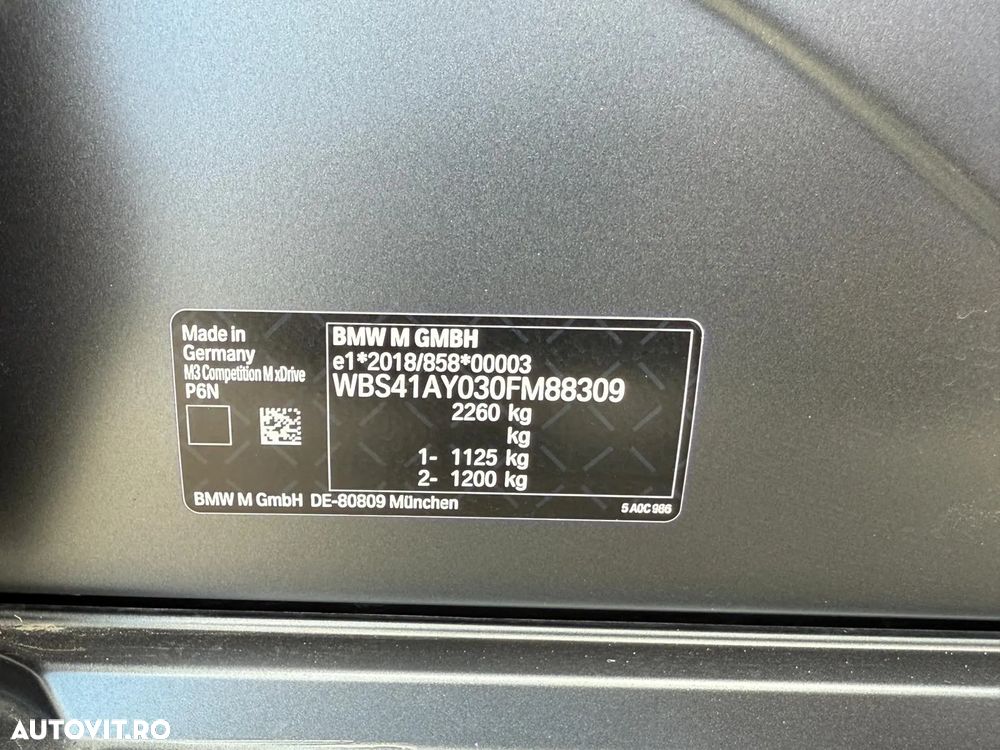 Made in
Germany
M3 Competition M xDrive
P6N
BMW M GMBH
e1*2018/858*00003
WBS41AY030FM88309
2260 kg
kg
1- 1125 kg
2- 1200 kg
BMW M GmbH DE-80809 München
5 A0C 986
AUTOVIT.RO